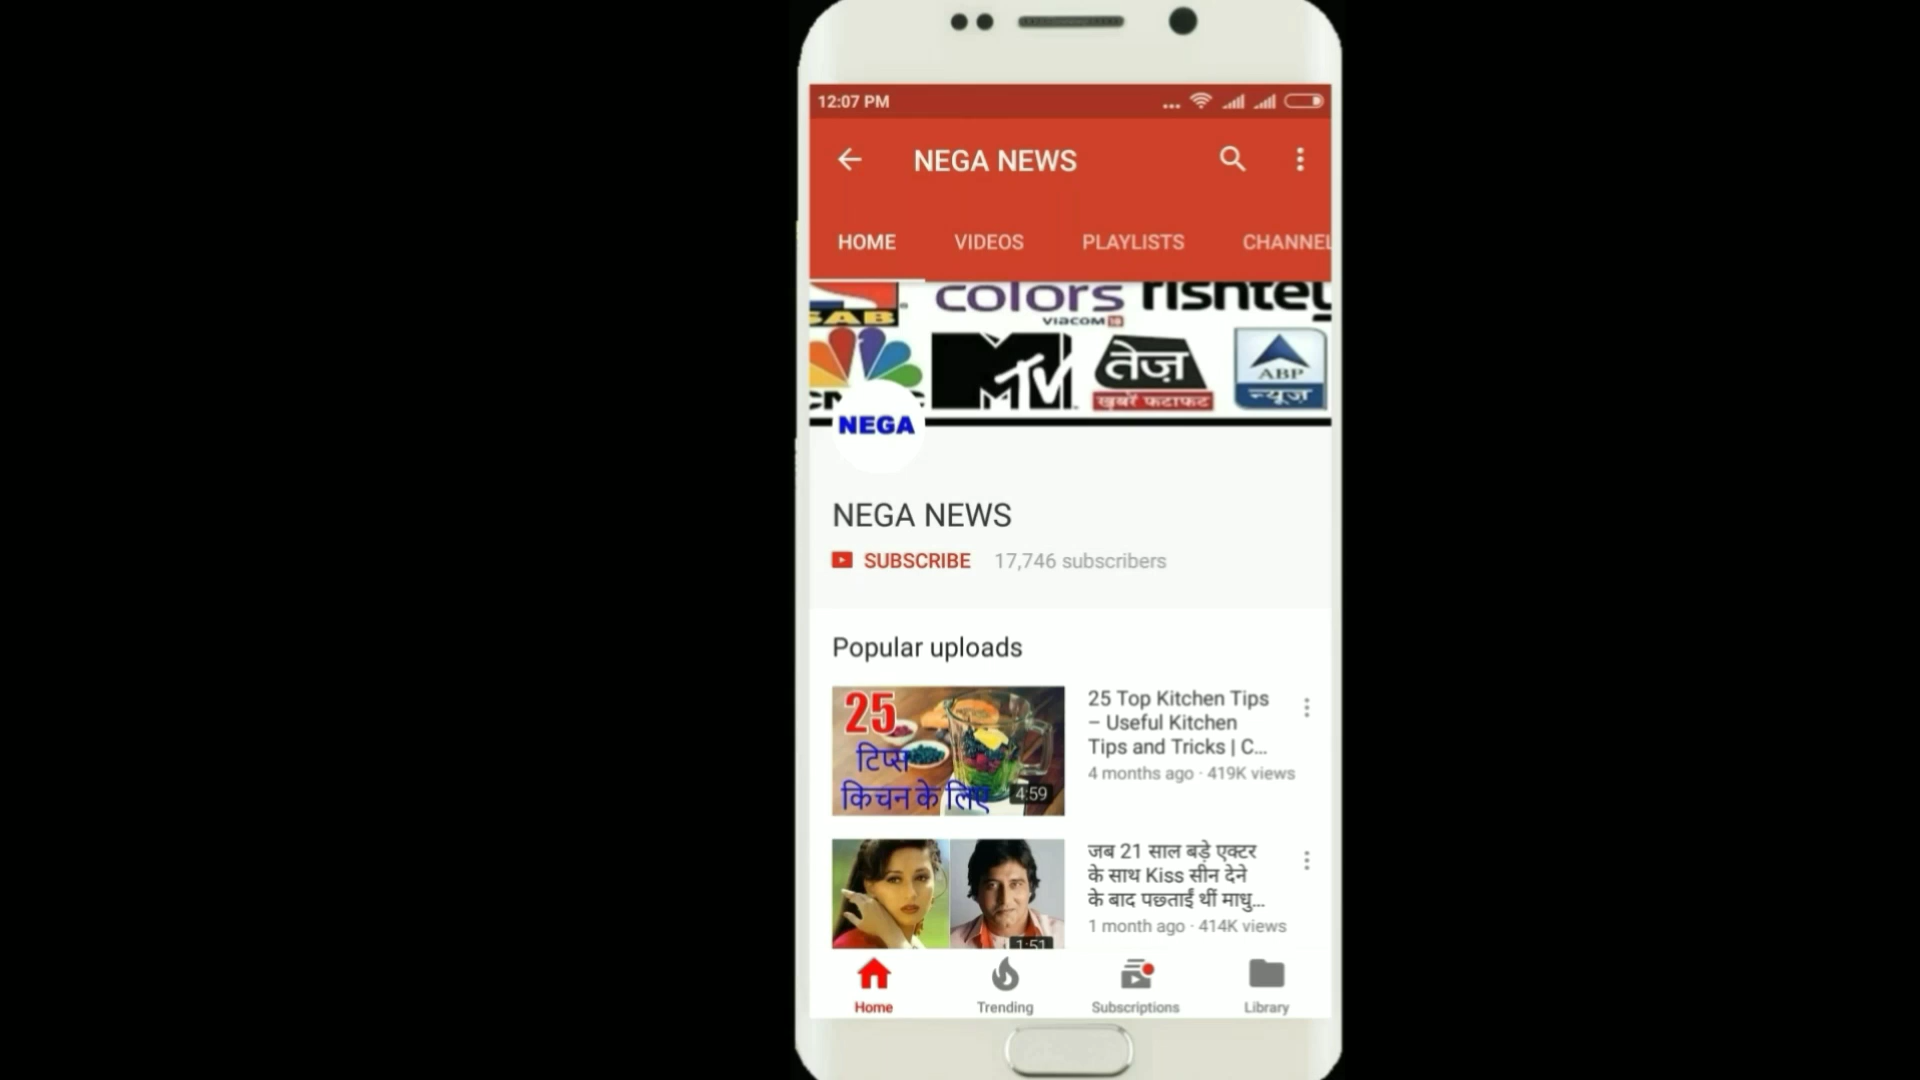 12:07 PM
NEGA NEWS
HOME VIDEOS PLAYLISTS CHANNEL
SAB colors rishtey
VIACOM 18
MTV तेज़ ABP
ख़बरें फटाफट न्यूज़
NEGA
NEGA NEWS
SUBSCRIBE 17,746 subscribers
Popular uploads
25
टिप्स
किचन के लिए
4:59
25 Top Kitchen Tips
– Useful Kitchen
Tips and Tricks | C...
4 months ago · 419K views
1:51
जब 21 साल बड़े एक्टर
के साथ Kiss सीन देने
के बाद पछताईं थीं माधु...
1 month ago · 414K views
Home Trending Subscriptions Library